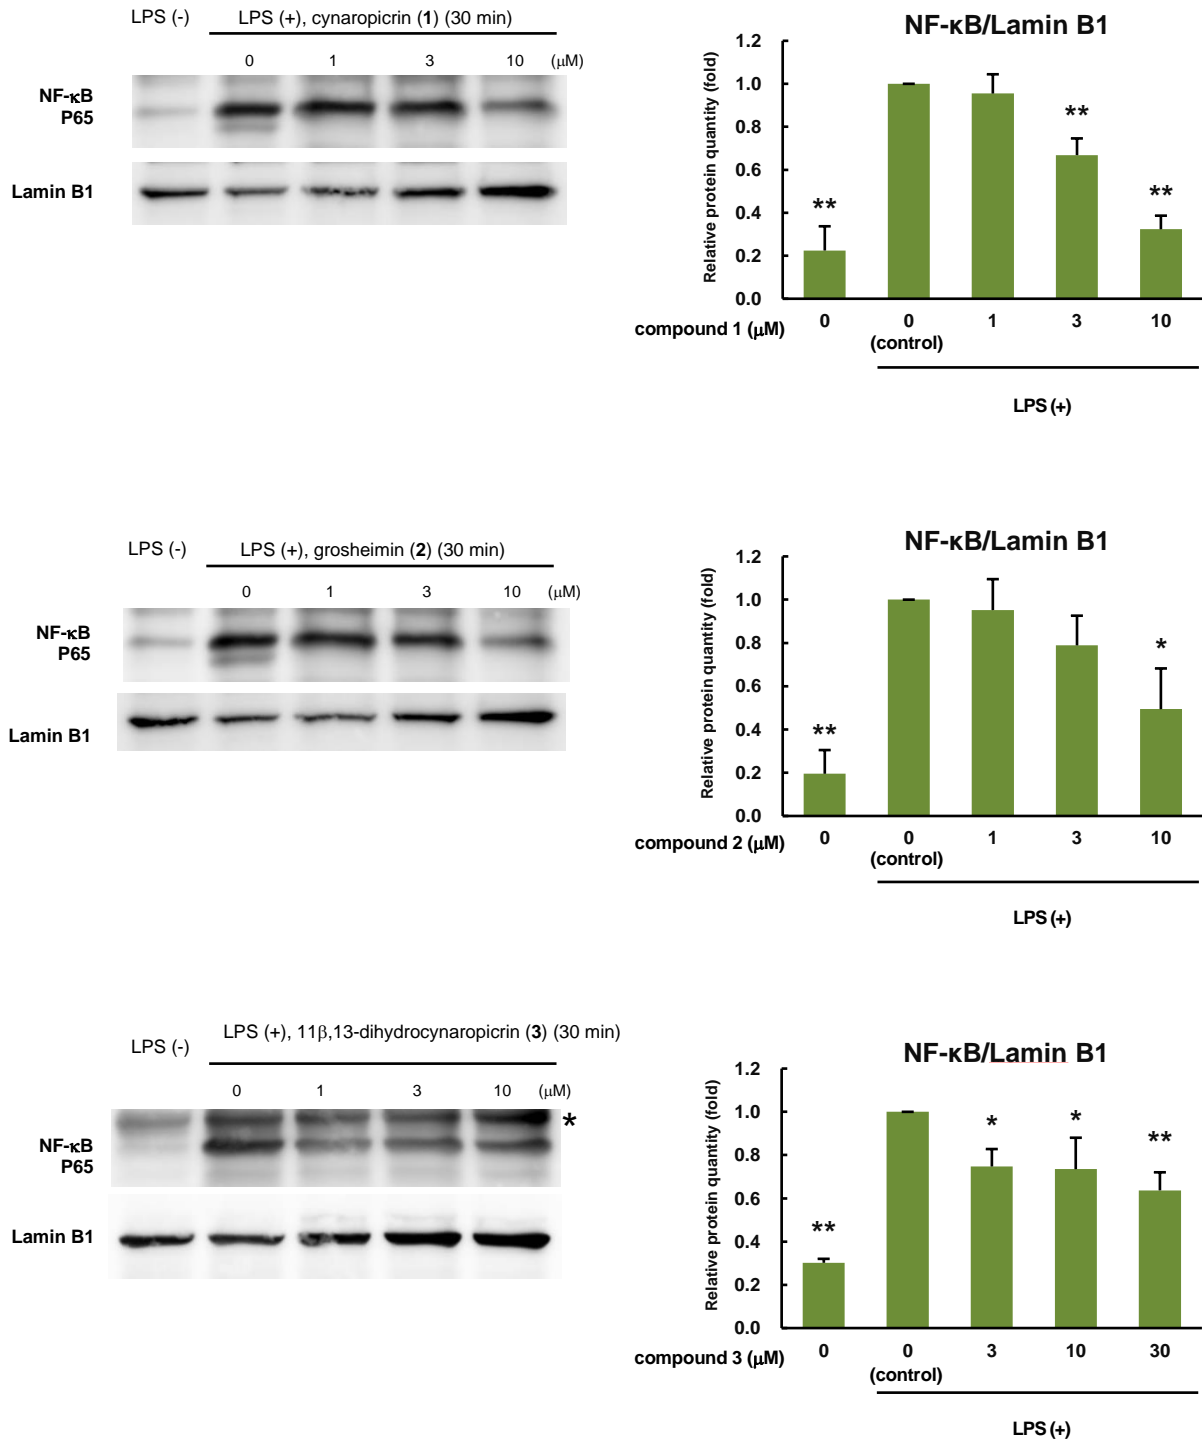 LPS (-)
LPS (+), cynaropicrin (1) (30 min)
0 1 3 10 (μM)
NF-κB
P65
Lamin B1
NF-κB/Lamin B1
Relative protein quantity (fold)
1.2
1.0
0.8
0.6
0.4
0.2
0.0
** ** **
compound 1 (μM) 0 0 1 3 10
(control)
LPS (+)
LPS (-)
LPS (+), grosheimin (2) (30 min)
0 1 3 10 (μM)
NF-κB
P65
Lamin B1
NF-κB/Lamin B1
Relative protein quantity (fold)
1.2
1.0
0.8
0.6
0.4
0.2
0.0
** *
compound 2 (μM) 0 0 1 3 10
(control)
LPS (+)
LPS (-)
LPS (+), 11β,13-dihydrocynaropicrin (3) (30 min)
0 1 3 10 (μM)
*
NF-κB
P65
Lamin B1
NF-κB/Lamin B1
Relative protein quantity (fold)
1.2
1.0
0.8
0.6
0.4
0.2
0.0
** * * **
compound 3 (μM) 0 0 3 10 30
(control)
LPS (+)